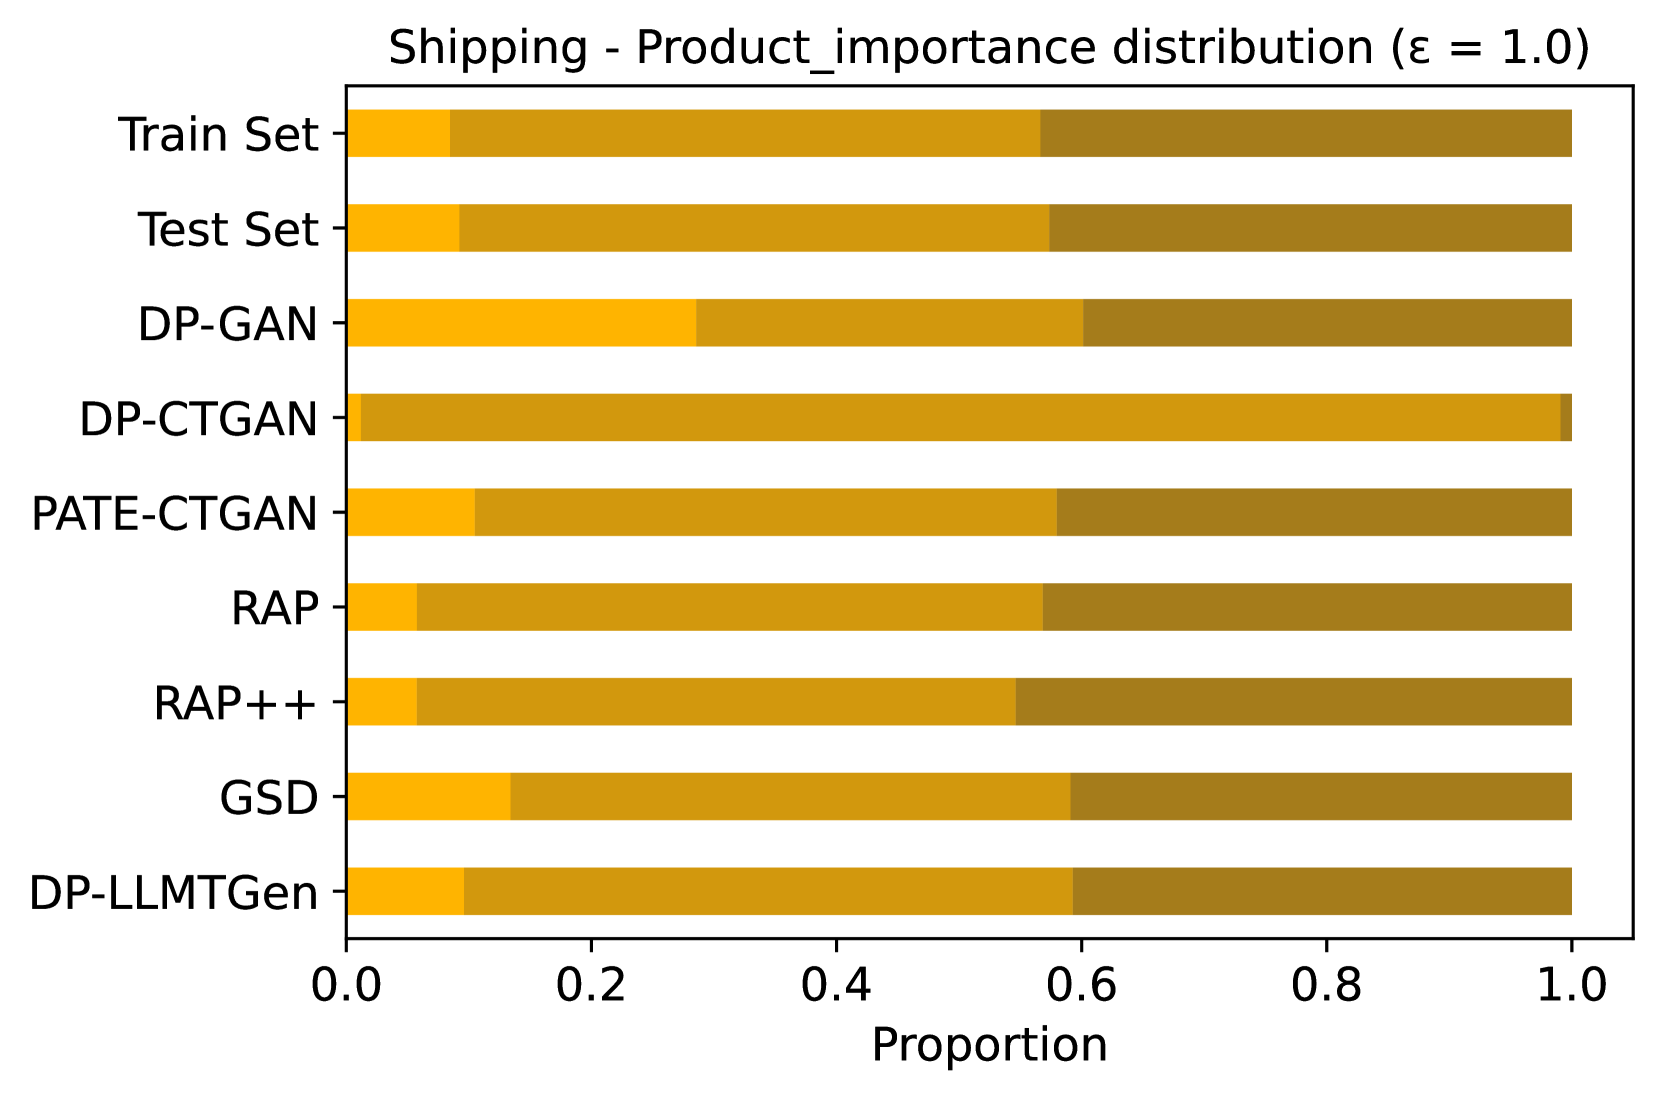 Shipping - Product_importance distribution (ε = 1.0)
Train Set
Test Set
DP-GAN
DP-CTGAN
PATE-CTGAN
RAP
RAP++
GSD
DP-LLMTGen
0.0 0.2 0.4 0.6 0.8 1.0
Proportion